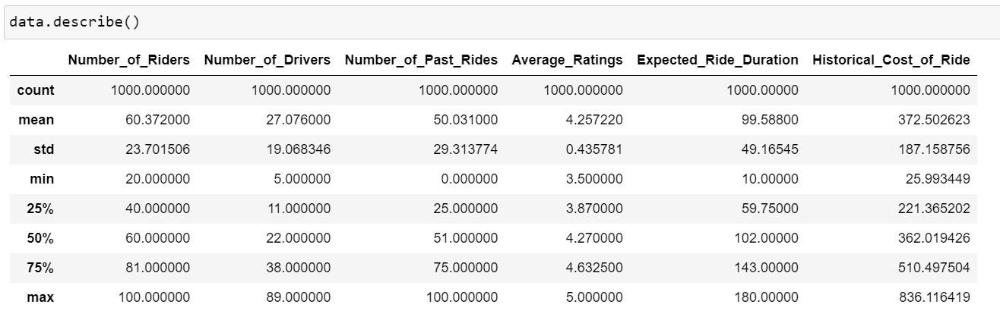 data.describe()
Number_of_Riders Number_of_Drivers Number_of_Past_Rides Average_Ratings Expected_Ride_Duration Historical_Cost_of_Ride
count 1000.000000 1000.000000 1000.000000 1000.000000 1000.00000 1000.000000
mean 60.372000 27.076000 50.031000 4.257220 99.58800 372.502623
std 23.701506 19.068346 29.313774 0.435781 49.16545 187.158756
min 20.000000 5.000000 0.000000 3.500000 10.00000 25.993449
25% 40.000000 11.000000 25.000000 3.870000 59.75000 221.365202
50% 60.000000 22.000000 51.000000 4.270000 102.00000 362.019426
75% 81.000000 38.000000 75.000000 4.632500 143.00000 510.497504
max 100.000000 89.000000 100.000000 5.000000 180.00000 836.116419